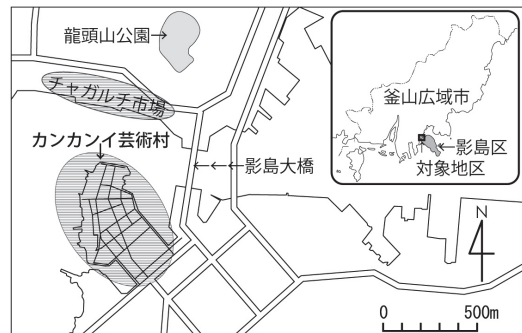 龍頭山公園→
チャガルチ市場
カンカンイ芸術村
←←←影島大橋
釜山広域市
←影島区
対象地区
N
0 500m